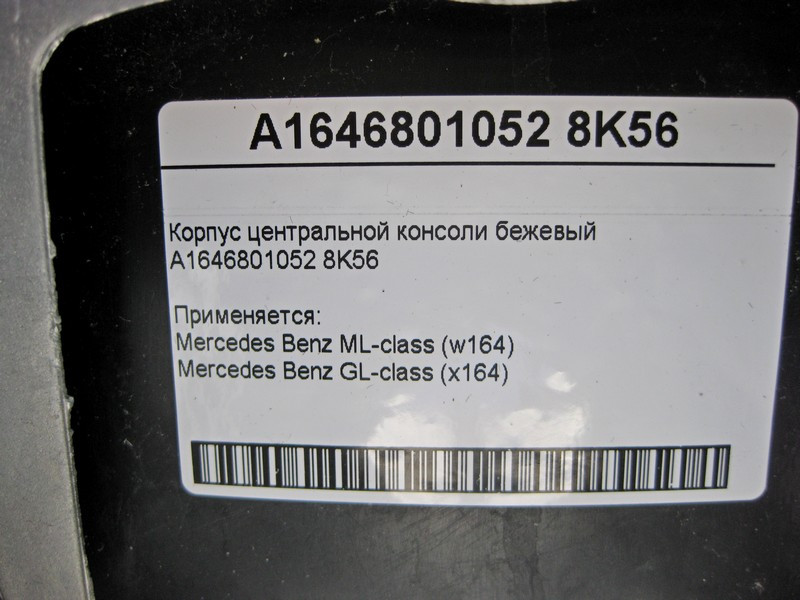 A1646801052 8K56
Корпус центральной консоли бежевый
A1646801052 8K56
Применяется:
Mercedes Benz ML-class (w164)
Mercedes Benz GL-class (x164)